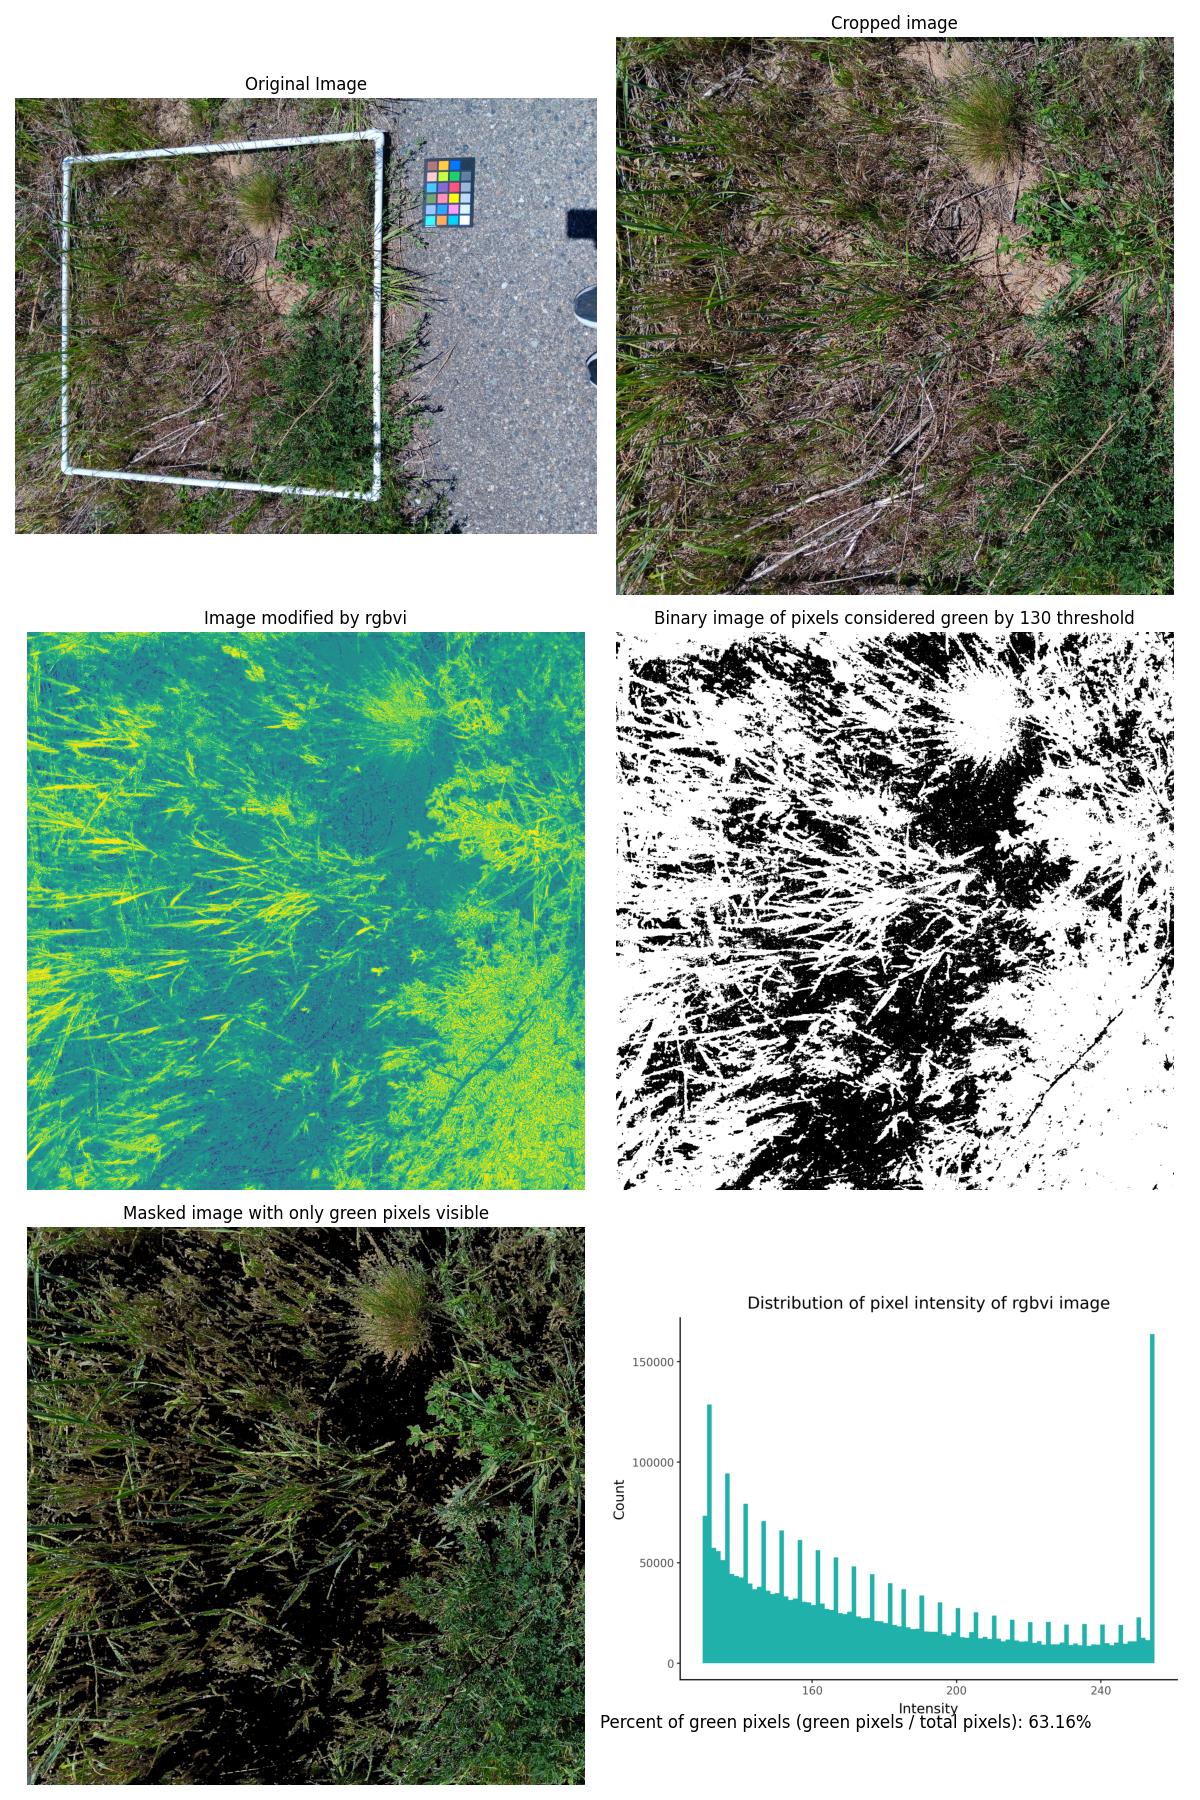 Original Image
Cropped image
Image modified by rgbvi
Binary image of pixels considered green by 130 threshold
Masked image with only green pixels visible
Distribution of pixel intensity of rgbvi image
150000
100000
50000
0
Count
160
200
240
Intensity
Percent of green pixels (green pixels / total pixels): 63.16%